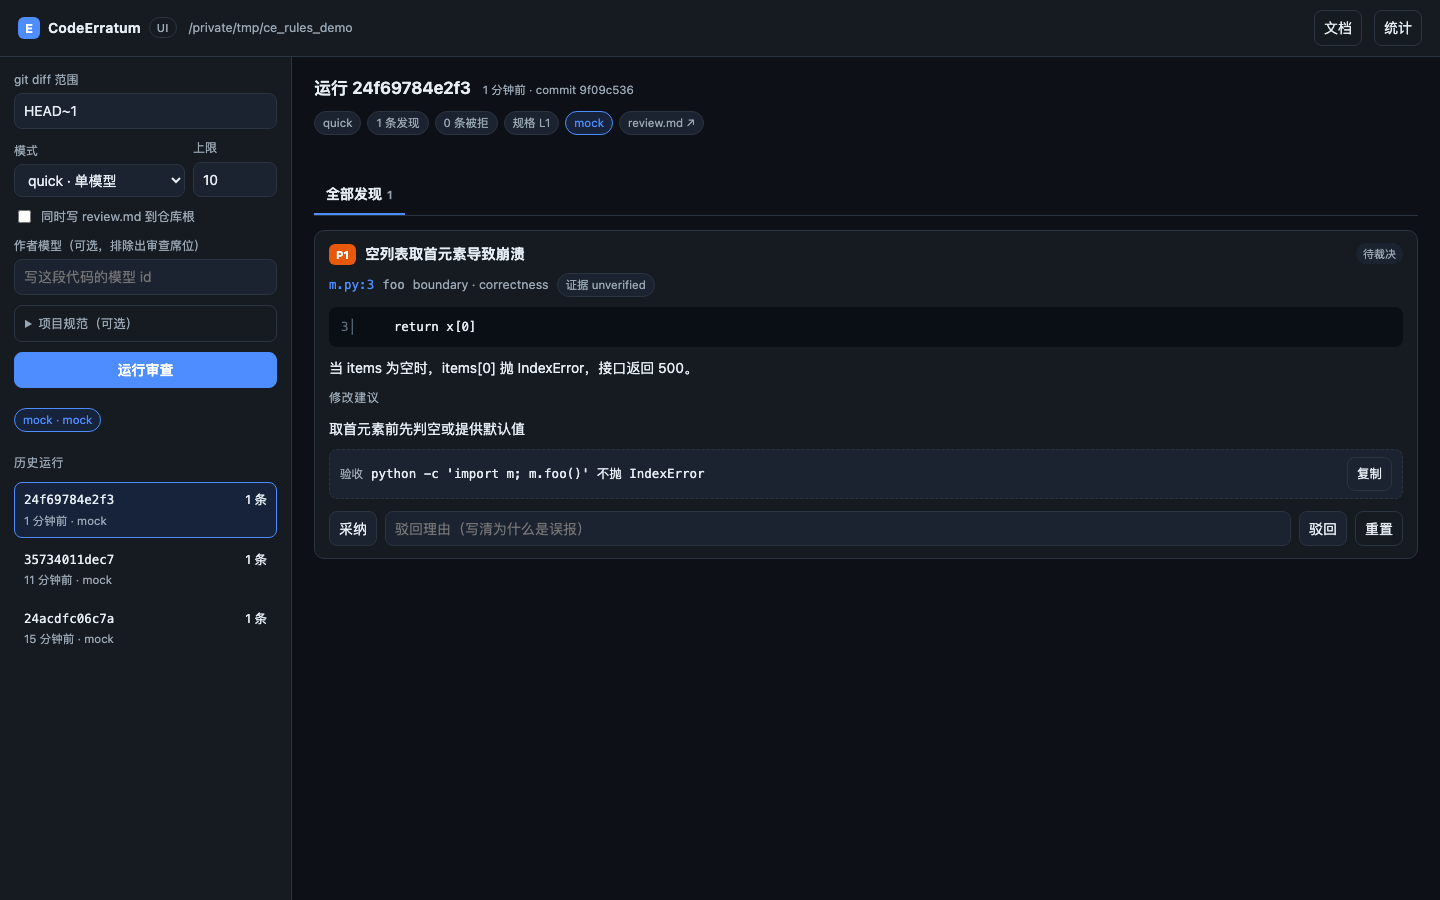 E CodeErratum UI /private/tmp/ce_rules_demo 文档 统计
git diff 范围
HEAD~1
模式 上限
quick · 单模型 10
同时写 review.md 到仓库根
作者模型（可选，排除出审查席位）
写这段代码的模型 id
▶ 项目规范（可选）
运行审查
mock · mock
历史运行
24f69784e2f3 1 条
1 分钟前 · mock
35734011dec7 1 条
11 分钟前 · mock
24acdfc06c7a 1 条
15 分钟前 · mock
运行 24f69784e2f3 1 分钟前 · commit 9f09c536
quick 1 条发现 0 条被拒 规格 L1 mock review.md ↗
全部发现 1
P1 空列表取首元素导致崩溃 待裁决
m.py:3 foo boundary · correctness 证据 unverified
3| return x[0]
当 items 为空时，items[0] 抛 IndexError，接口返回 500。
修改建议
取首元素前先判空或提供默认值
验收 python -c 'import m; m.foo()' 不抛 IndexError 复制
采纳 驳回理由（写清为什么是误报） 驳回 重置